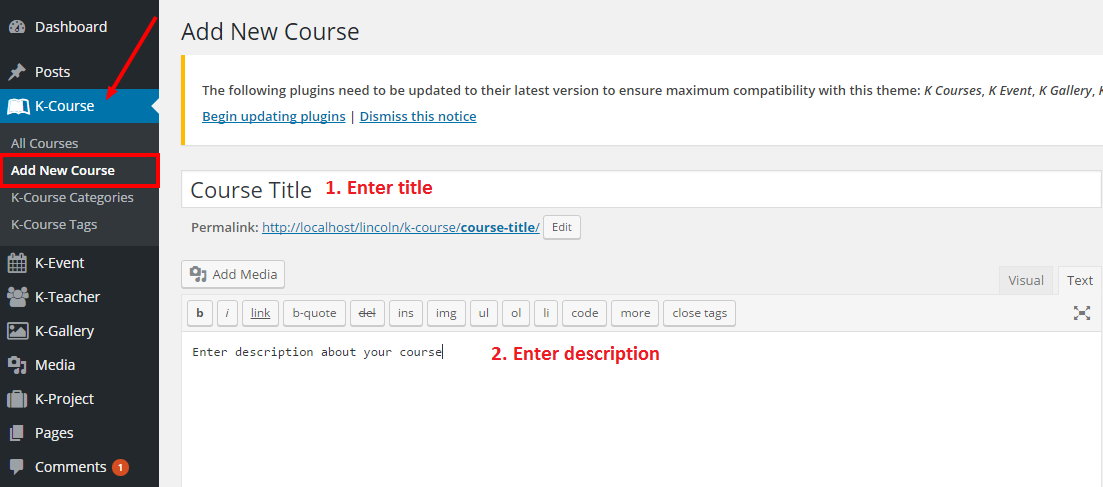 Dashboard
Posts
K-Course
All Courses
Add New Course
K-Course Categories
K-Course Tags
K-Event
K-Teacher
K-Gallery
Media
K-Project
Pages
Comments 1
Add New Course
The following plugins need to be updated to their latest version to ensure maximum compatibility with this theme: K Courses, K Event, K Gallery, K
Begin updating plugins | Dismiss this notice
Course Title 1. Enter title
Permalink: http://localhost/lincoln/k-course/course-title/ Edit
Add Media
Visual Text
b i link b-quote del ins img ul ol li code more close tags
Enter description about your course 2. Enter description